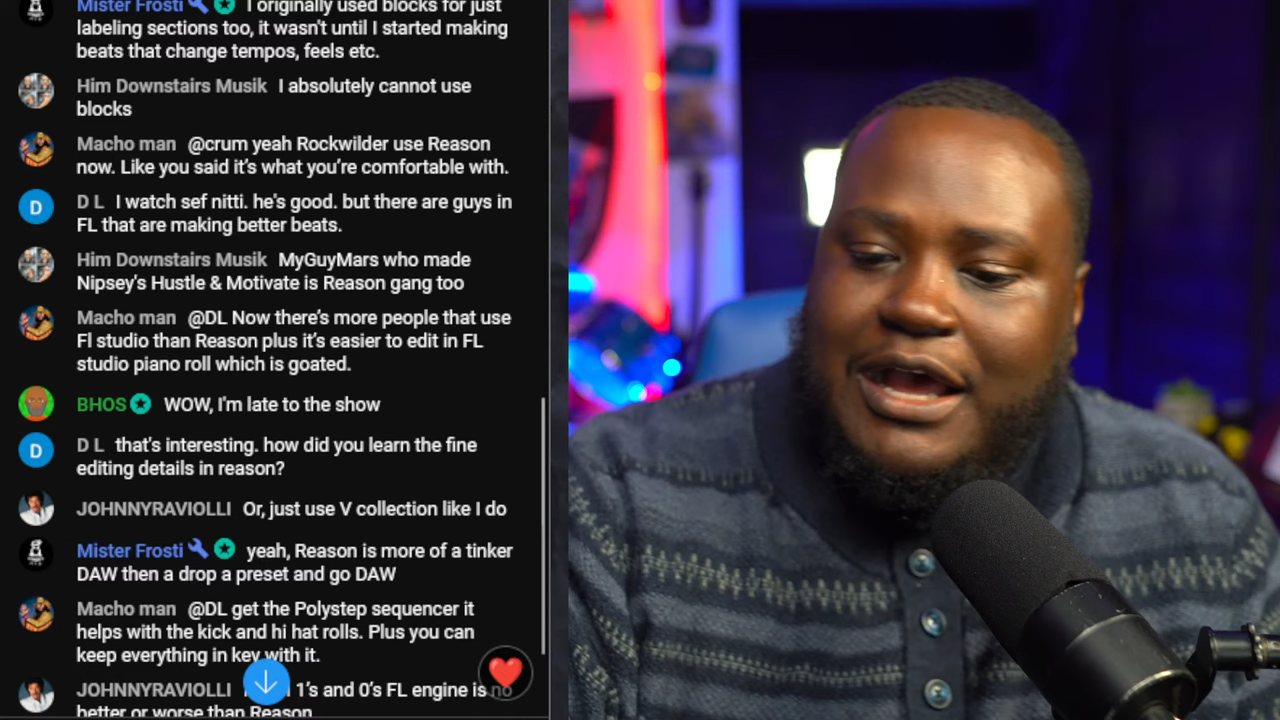 Mister Frosti I originally used blocks for just
labeling sections too, it wasn't until I started making
beats that change tempos, feels etc.
Him Downstairs Musik I absolutely cannot use
blocks
Macho man @crum yeah Rockwilder use Reason
now. Like you said it's what you're comfortable with.
D
D L I watch sef nitti. he's good. but there are guys in
FL that are making better beats.
Him Downstairs Musik MyGuyMars who made
Nipsey's Hustle & Motivate is Reason gang too
Macho man @DL Now there's more people that use
Fl studio than Reason plus it's easier to edit in FL
studio piano roll which is goated.
BHOS WOW, I'm late to the show
D
D L that's interesting. how did you learn the fine
editing details in reason?
JOHNNYRAVIOLLI Or, just use V collection like I do
Mister Frosti yeah, Reason is more of a tinker
DAW then a drop a preset and go DAW
Macho man @DL get the Polystep sequencer it
helps with the kick and hi hat rolls. Plus you can
keep everything in key with it.
JOHNNYRAVIOLLI 1's and 0's FL engine is no
better or worse than Reason